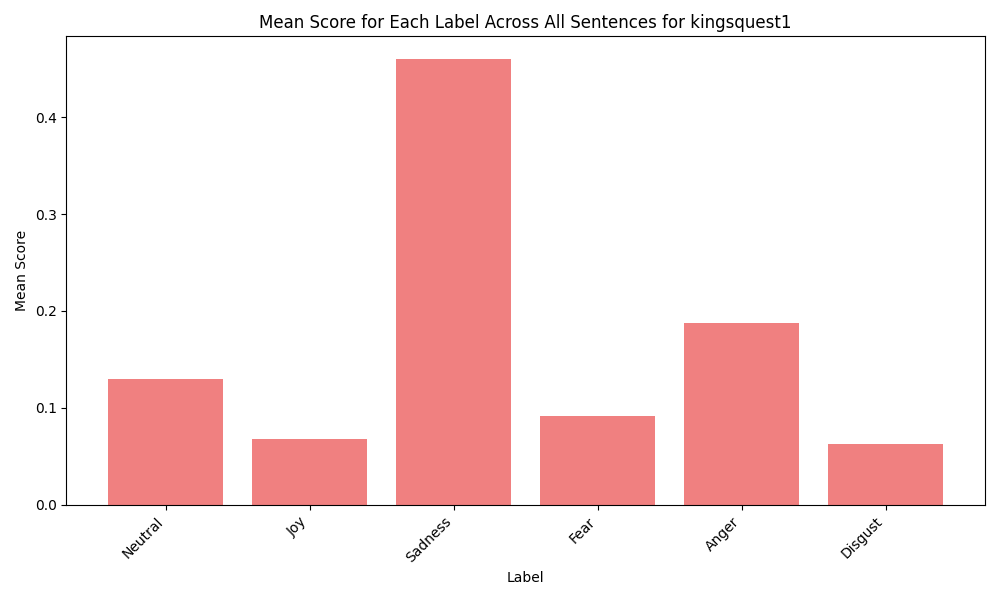 Mean Score for Each Label Across All Sentences for kingsquest1
Mean Score
0.4
0.3
0.2
0.1
0.0
Neutral
Joy
Sadness
Fear
Anger
Disgust
Label